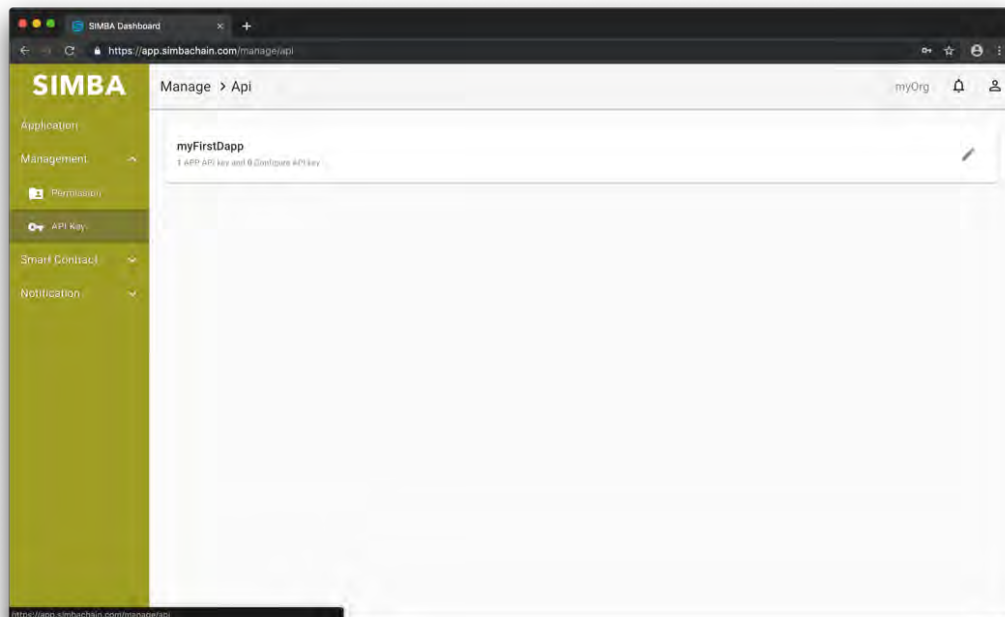 SIMBA Dashboard
https://app.simbachain.com/manage/api
SIMBA
Manage > Api
myOrg
Application
Management
Permission
API Key
Smart Contract
Notification
myFirstDapp
1 APP API key and 0 Configure API key
https://app.simbachain.com/manage/api